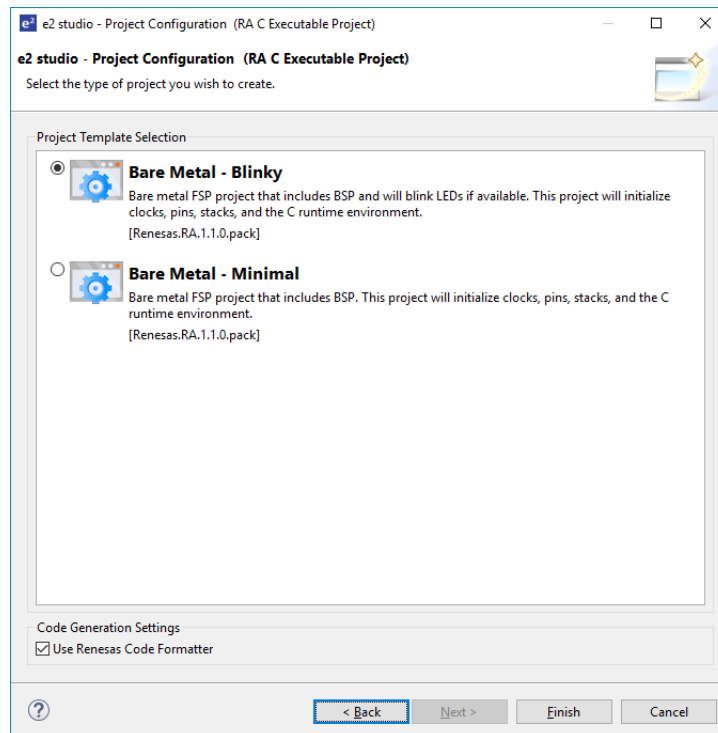 e² e2 studio - Project Configuration (RA C Executable Project)
e2 studio - Project Configuration (RA C Executable Project)
Select the type of project you wish to create.
Project Template Selection
Bare Metal - Blinky
Bare metal FSP project that includes BSP and will blink LEDs if available. This project will initialize
clocks, pins, stacks, and the C runtime environment.
[Renesas.RA.1.1.0.pack]
Bare Metal - Minimal
Bare metal FSP project that includes BSP. This project will initialize clocks, pins, stacks, and the C
runtime environment.
[Renesas.RA.1.1.0.pack]
Code Generation Settings
Use Renesas Code Formatter
? < Back Next > Finish Cancel